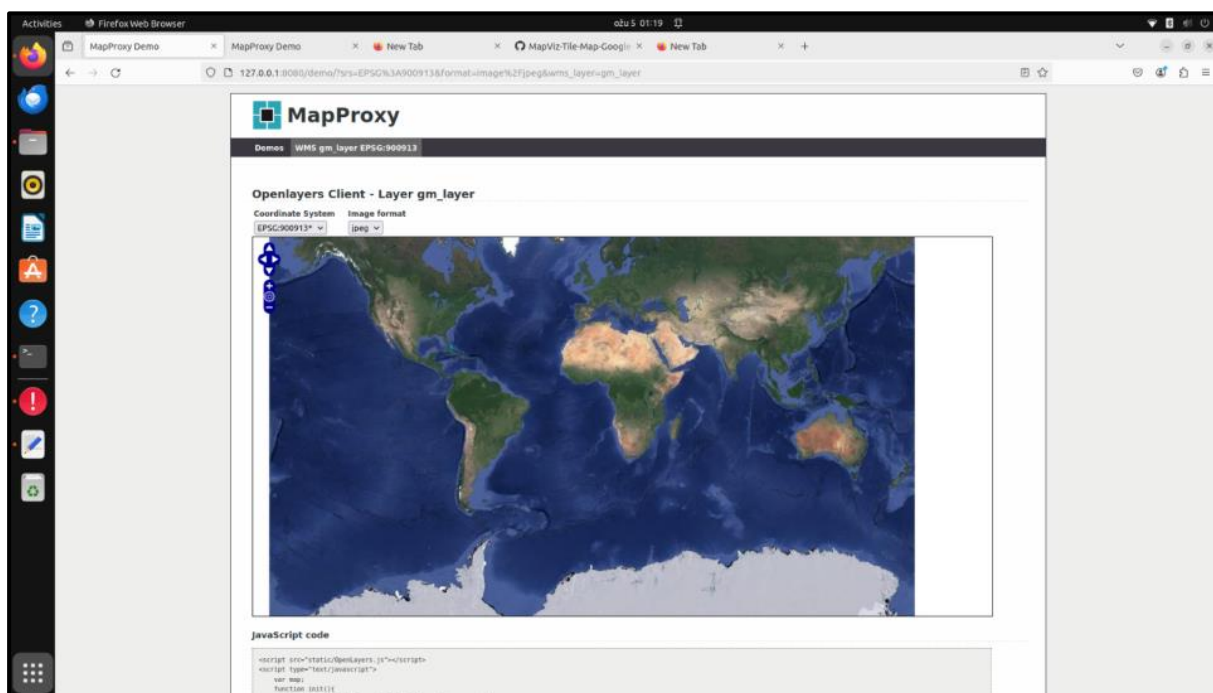 Activities Firefox Web Browser ožu 5 01:19
MapProxy Demo MapProxy Demo New Tab MapViz-Tile-Map-Google New Tab
127.0.0.1:8080/demo/?srs=EPSG%3A900913&format=image%2Fjpeg&wms_layer=gm_layer
MapProxy
Demos WMS gm_layer EPSG:900913
Openlayers Client - Layer gm_layer
Coordinate System Image format
EPSG:900913* jpeg
JavaScript code
<script src="static/OpenLayers.js"></script>
<script type="text/javascript">
var map;
function init(){